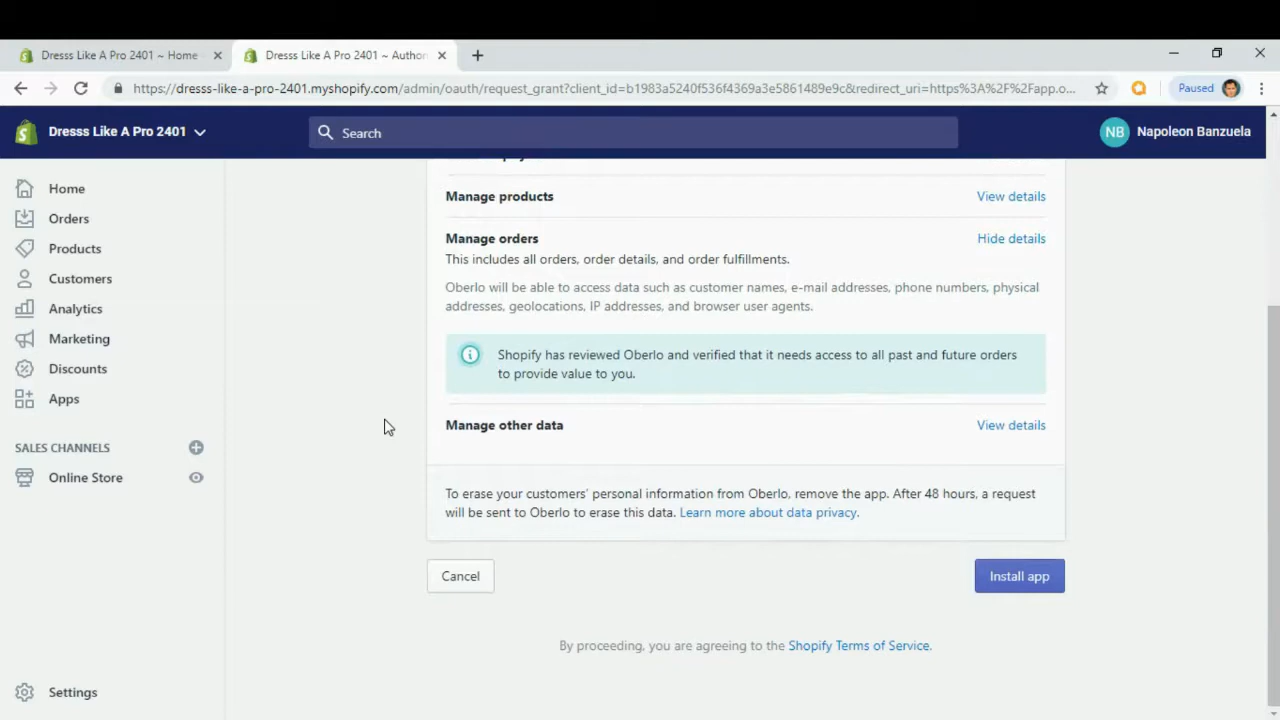 Dresss Like A Pro 2401 ~ Home
Dresss Like A Pro 2401 ~ Author
https://dresss-like-a-pro-2401.myshopify.com/admin/oauth/request_grant?client_id=b1983a5240f536f4369a3e5861489e9c&redirect_uri=https%3A%2F%2Fapp.o...
Paused
Dresss Like A Pro 2401
Search
NB
Napoleon Banzuela
Home
Orders
Products
Customers
Analytics
Marketing
Discounts
Apps
SALES CHANNELS
Online Store
Settings
Manage products
View details
Manage orders
Hide details
This includes all orders, order details, and order fulfillments.
Oberlo will be able to access data such as customer names, e-mail addresses, phone numbers, physical
addresses, geolocations, IP addresses, and browser user agents.
Shopify has reviewed Oberlo and verified that it needs access to all past and future orders
to provide value to you.
Manage other data
View details
To erase your customers' personal information from Oberlo, remove the app. After 48 hours, a request
will be sent to Oberlo to erase this data. Learn more about data privacy.
Cancel
Install app
By proceeding, you are agreeing to the Shopify Terms of Service.